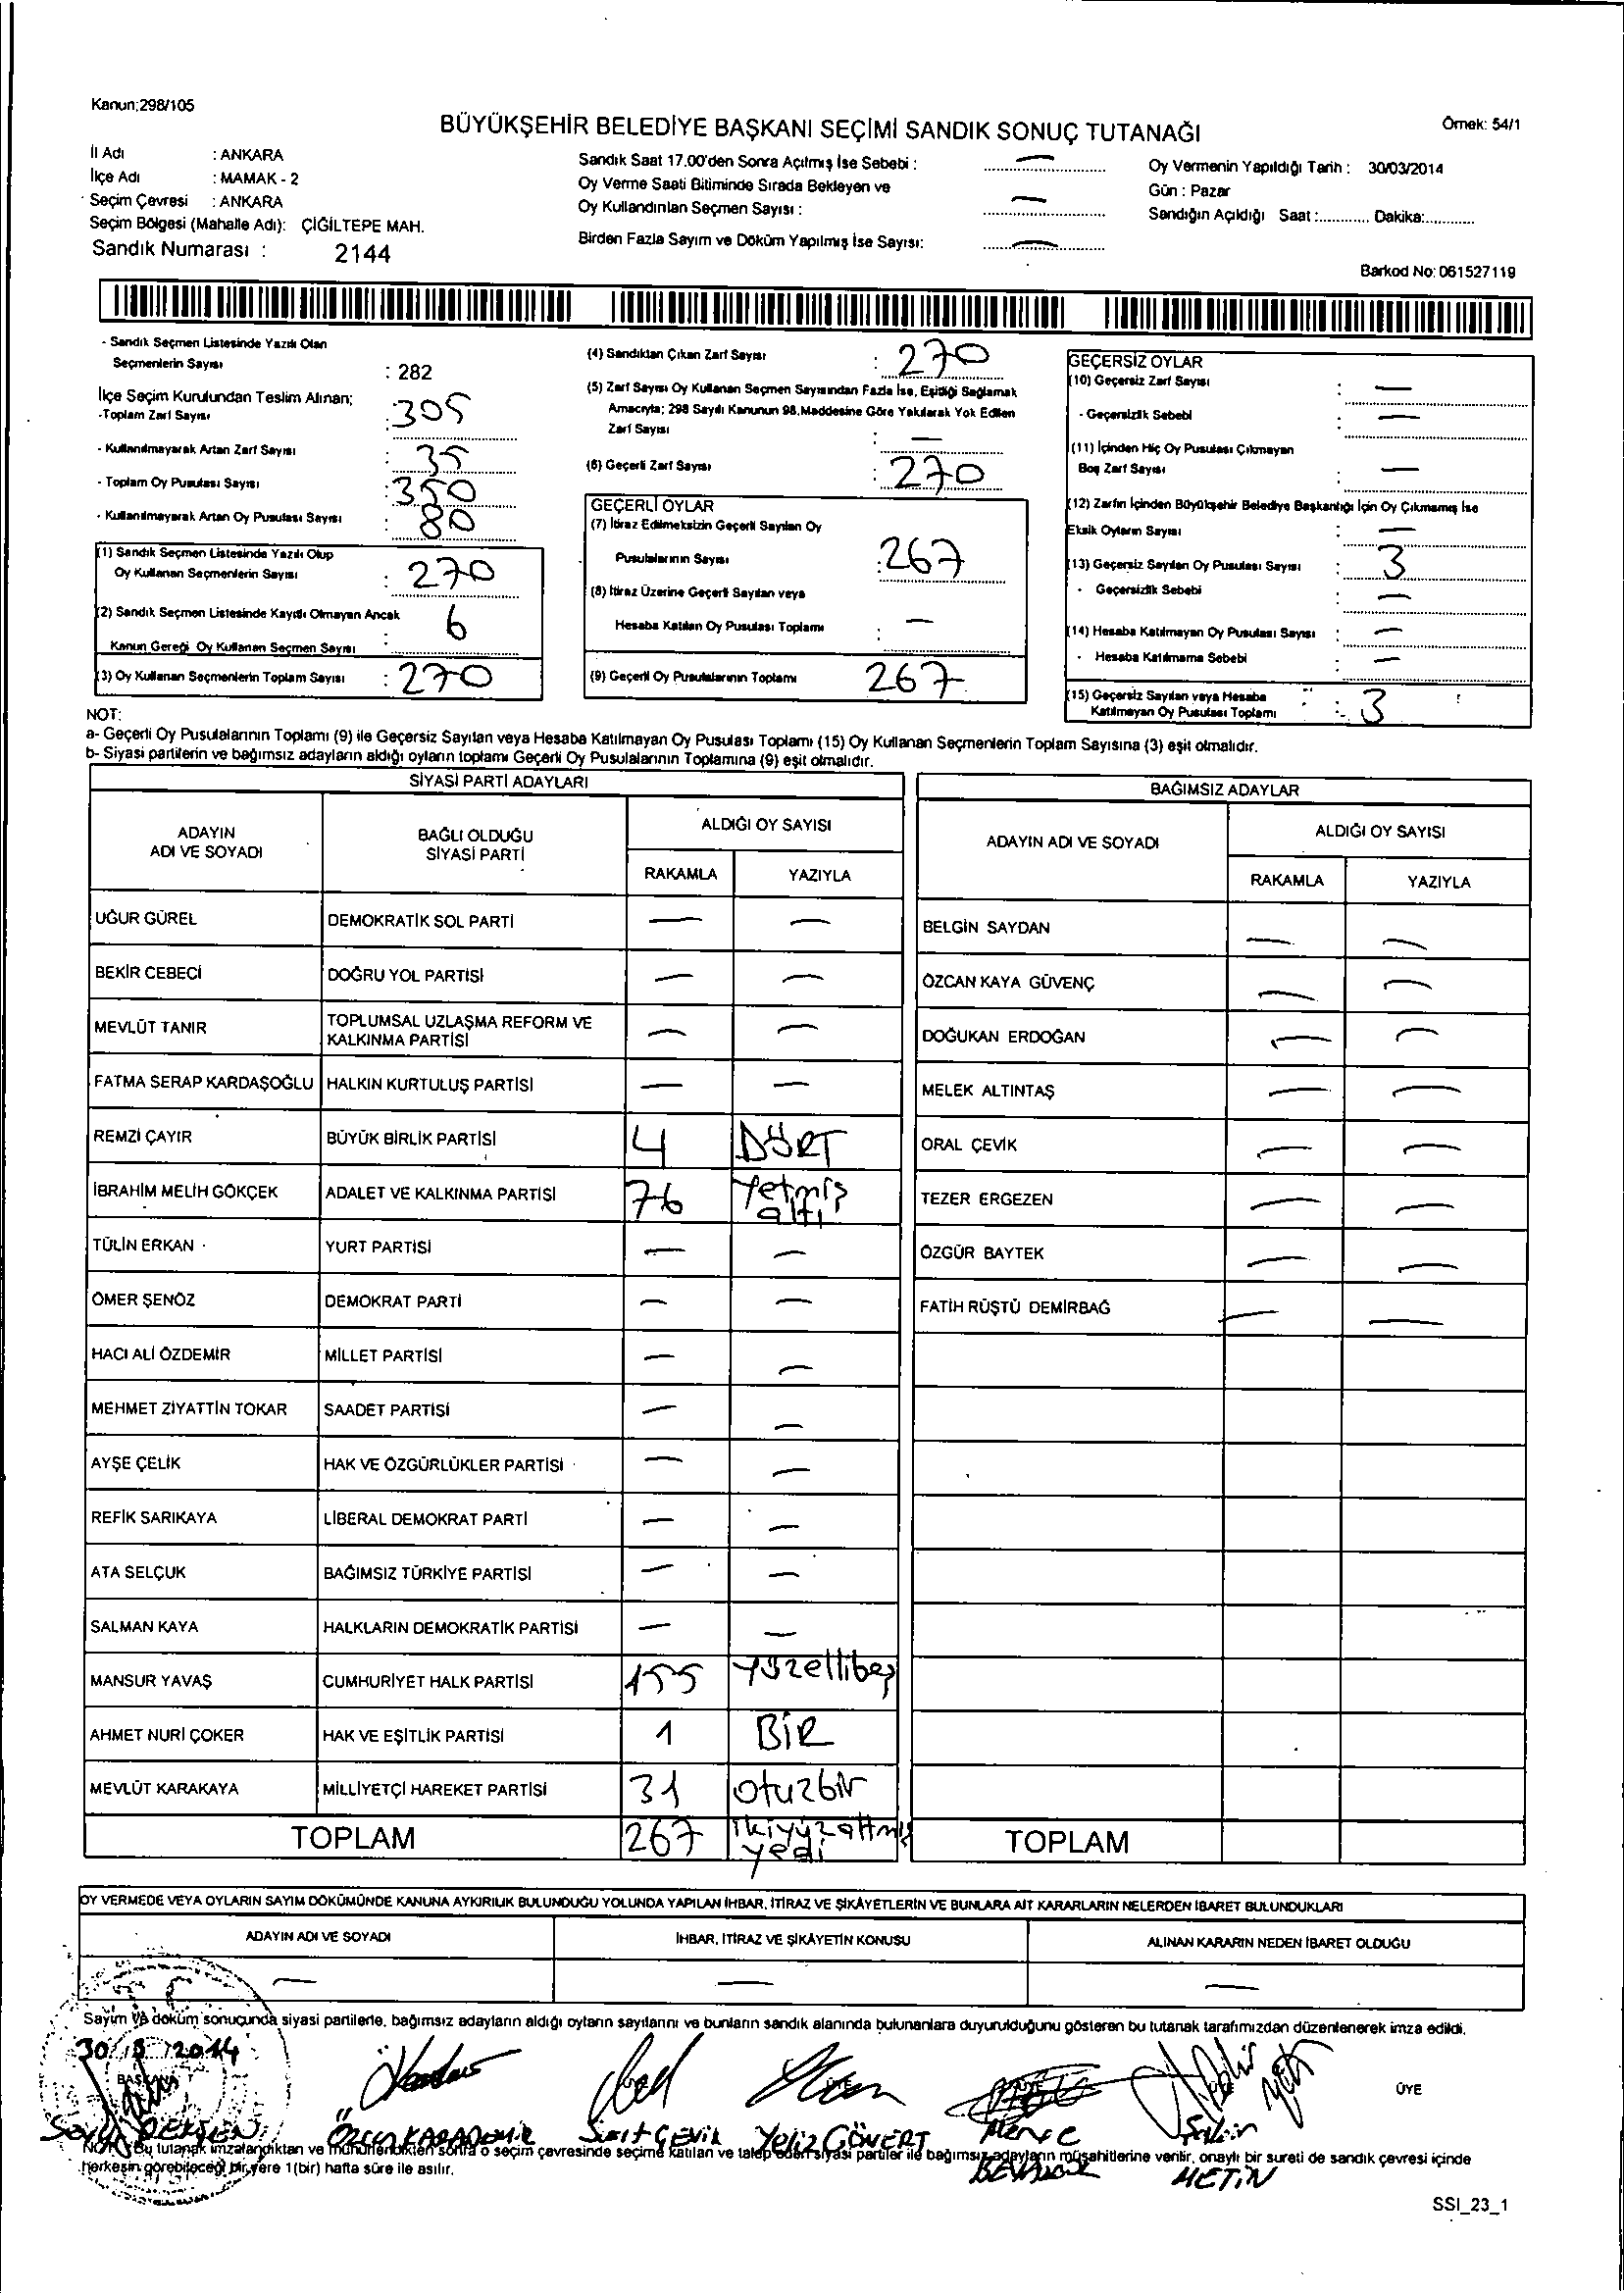 Kanun;298/105
BÜYÜKŞEHİR BELEDİYE BAŞKANI SEÇİMİ SANDIK SONUÇ TUTANAĞI
Örnek: 54/1
İl Adı : ANKARA
İlçe Adı : MAMAK - 2
Seçim Çevresi : ANKARA
Seçim Bölgesi (Mahalle Adı): ÇİĞİLTEPE MAH.
Sandık Numarası : 2144
Sandık Saat 17.00'den Sonra Açılmış İse Sebebi : —
Oy Verme Saati Bitiminde Sırada Bekleyen ve —
Oy Kullandırılan Seçmen Sayısı :
Birden Fazla Sayım ve Döküm Yapılmış İse Sayısı: —
Oy Vermenin Yapıldığı Tarih : 30/03/2014
Gün : Pazar
Sandığın Açıldığı Saat :............ Dakika:.............
Barkod No: 061527119
- Sandık Seçmen Listesinde Yazılı Olan
Seçmenlerin Sayısı : 282
İlçe Seçim Kurulundan Teslim Alınan;
-Toplam Zarf Sayısı : 305
- Kullanılmayarak Artan Zarf Sayısı : 35
- Toplam Oy Pusulası Sayısı : 350
- Kullanılmayarak Artan Oy Pusulası Sayısı : 80
(1) Sandık Seçmen Listesinde Yazılı Olup
Oy Kullanan Seçmenlerin Sayısı : 270
(2) Sandık Seçmen Listesinde Kayıtlı Olmayan Ancak
Kanun Gereği Oy Kullanan Seçmen Sayısı : 6
(3) Oy Kullanan Seçmenlerin Toplam Sayısı : 270
(4) Sandıktan Çıkan Zarf Sayısı : 270
(5) Zarf Sayısı Oy Kullanan Seçmen Sayısından Fazla İse, Eşitliği Sağlamak
Amacıyla; 298 Sayılı Kanunun 98.Maddesine Göre Yakılarak Yok Edilen
Zarf Sayısı : —
(6) Geçerli Zarf Sayısı : 270
GEÇERLİ OYLAR
(7) İtiraz Edilmeksizin Geçerli Sayılan Oy
Pusulalarının Sayısı : 267
(8) İtiraz Üzerine Geçerli Sayılan veya
Hesaba Katılan Oy Pusulası Toplamı : —
(9) Geçerli Oy Pusulalarının Toplamı 267
GEÇERSİZ OYLAR
(10) Geçersiz Zarf Sayısı : —
- Geçersizlik Sebebi : —
(11) İçinden Hiç Oy Pusulası Çıkmayan
Boş Zarf Sayısı : —
(12) Zarfın İçinden Büyükşehir Belediye Başkanlığı İçin Oy Çıkmamış İse
Eksik Oyların Sayısı : —
(13) Geçersiz Sayılan Oy Pusulası Sayısı : 3
- Geçersizlik Sebebi : —
(14) Hesaba Katılmayan Oy Pusulası Sayısı : —
- Hesaba Katılmama Sebebi : —
(15) Geçersiz Sayılan veya Hesaba
Katılmayan Oy Pusulası Toplamı : 3
NOT:
a- Geçerli Oy Pusulalarının Toplamı (9) ile Geçersiz Sayılan veya Hesaba Katılmayan Oy Pusulası Toplamı (15) Oy Kullanan Seçmenlerin Toplam Sayısına (3) eşit olmalıdır.
b- Siyasi partilerin ve bağımsız adayların aldığı oyların toplamı Geçerli Oy Pusulalarının Toplamına (9) eşit olmalıdır.
SİYASİ PARTİ ADAYLARI
ADAYIN ADI VE SOYADI
BAĞLI OLDUĞU SİYASİ PARTİ
ALDIĞI OY SAYISI
RAKAMLA YAZIYLA
UĞUR GÜREL DEMOKRATİK SOL PARTİ — —
BEKİR CEBECİ DOĞRU YOL PARTİSİ — —
MEVLÜT TANIR TOPLUMSAL UZLAŞMA REFORM VE KALKINMA PARTİSİ — —
FATMA SERAP KARDAŞOĞLU HALKIN KURTULUŞ PARTİSİ — —
REMZİ ÇAYIR BÜYÜK BİRLİK PARTİSİ 4 DÖRT
İBRAHİM MELİH GÖKÇEK ADALET VE KALKINMA PARTİSİ 76 Yetmiş altı
TÜLİN ERKAN YURT PARTİSİ — —
ÖMER ŞENÖZ DEMOKRAT PARTİ — —
HACI ALİ ÖZDEMİR MİLLET PARTİSİ — —
MEHMET ZİYATTİN TOKAR SAADET PARTİSİ — —
AYŞE ÇELİK HAK VE ÖZGÜRLÜKLER PARTİSİ — —
REFİK SARIKAYA LİBERAL DEMOKRAT PARTİ — —
ATA SELÇUK BAĞIMSIZ TÜRKİYE PARTİSİ — —
SALMAN KAYA HALKLARIN DEMOKRATİK PARTİSİ — —
MANSUR YAVAŞ CUMHURİYET HALK PARTİSİ 155 Yüzellibeş
AHMET NURİ ÇOKER HAK VE EŞİTLİK PARTİSİ 1 BİR
MEVLÜT KARAKAYA MİLLİYETÇİ HAREKET PARTİSİ 31 otuzbir
TOPLAM 267 ikiyüzaltmış yedi
BAĞIMSIZ ADAYLAR
ADAYIN ADI VE SOYADI
ALDIĞI OY SAYISI
RAKAMLA YAZIYLA
BELGİN SAYDAN — —
ÖZCAN KAYA GÜVENÇ — —
DOĞUKAN ERDOĞAN — —
MELEK ALTINTAŞ — —
ORAL ÇEVİK — —
TEZER ERGEZEN — —
ÖZGÜR BAYTEK — —
FATİH RÜŞTÜ DEMİRBAĞ — —
TOPLAM
OY VERMEDE VEYA OYLARIN SAYIM DÖKÜMÜNDE KANUNA AYKIRILIK BULUNDUĞU YOLUNDA YAPILAN İHBAR, İTİRAZ VE ŞİKÂYETLERİN VE BUNLARA AİT KARARLARIN NELERDEN İBARET BULUNDUKLARI
ADAYIN ADI VE SOYADI İHBAR, İTİRAZ VE ŞİKÂYETİN KONUSU ALINAN KARARIN NEDEN İBARET OLDUĞU
— — —
Sayım ve döküm sonucunda siyasi partilerle, bağımsız adayların aldığı oyların sayılarını ve bunların sandık alanında bulunanlara duyurulduğunu gösteren bu tutanak tarafımızdan düzenlenerek imza edildi.
30/3/2014
BAŞKAN
ÜYE
ÖZCAN KARADEMİR ÇEVİK Yeliz GÖNERT Merve Sabir
METİN
NOT: Bu tutanak imzalandıktan ve mühürlendikten sonra o seçim çevresinde seçime katılan ve talep eden siyasi partiler ile bağımsız adayların müşahitlerine verilir, onaylı bir sureti de sandık çevresi içinde
herkesin görebileceği bir yere 1(bir) hafta süre ile asılır.
SSI_23_1